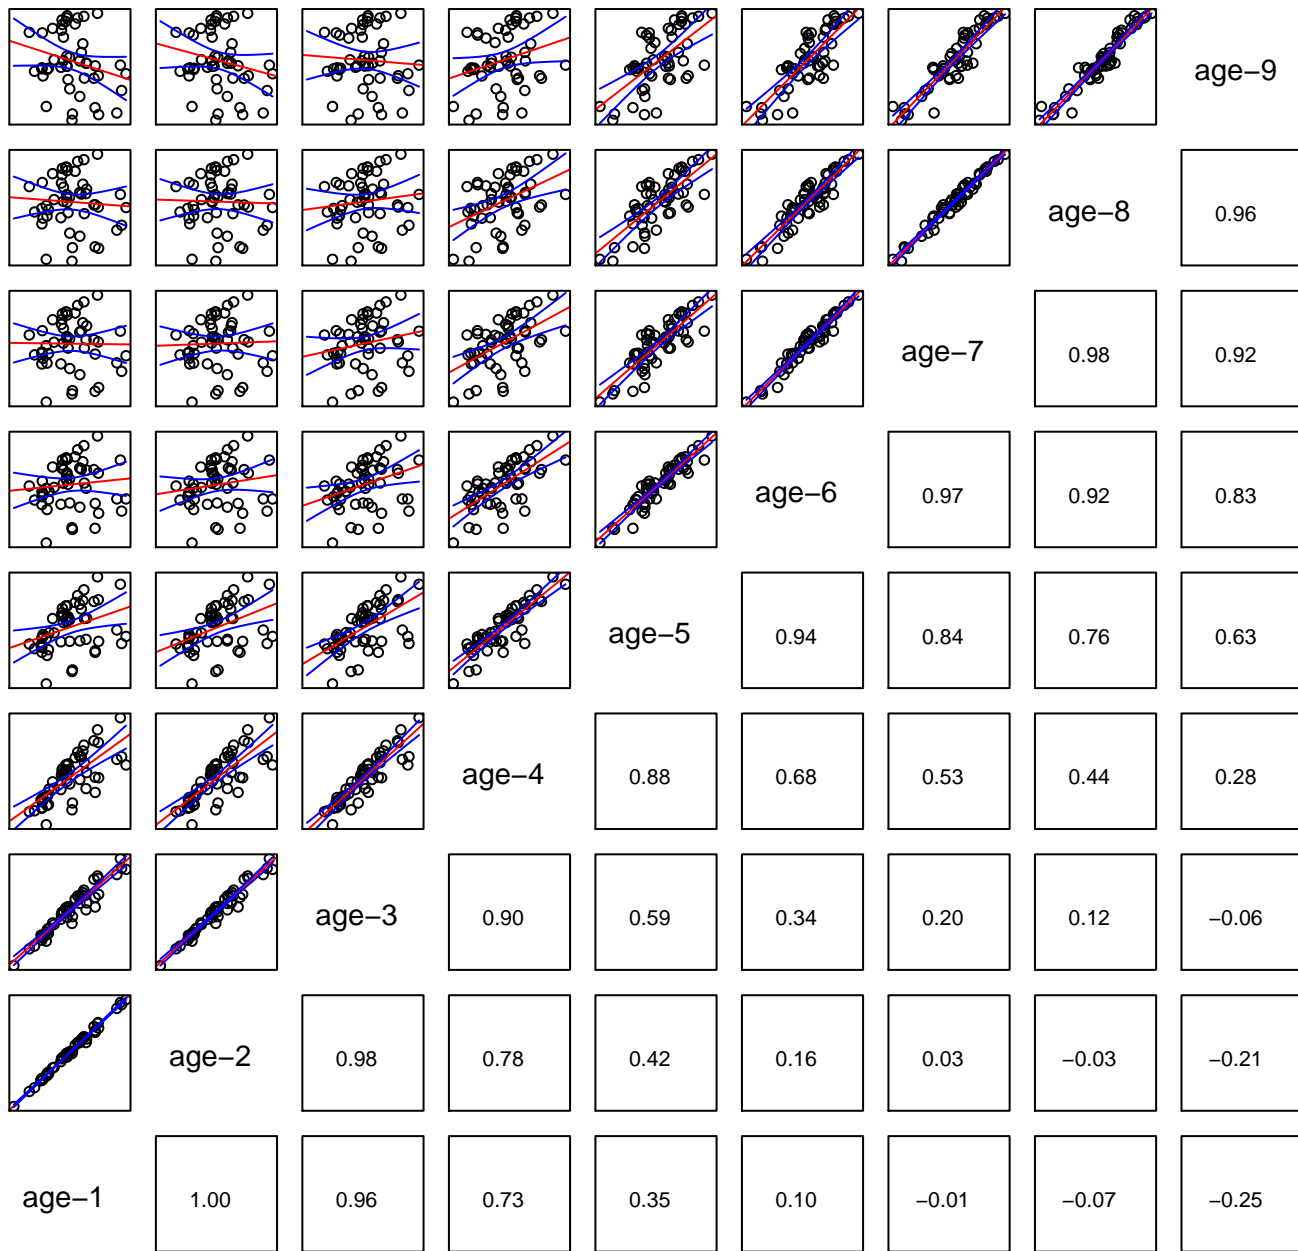 age−9
age−8 0.96
age−7 0.98 0.92
age−6 0.97 0.92 0.83
age−5 0.94 0.84 0.76 0.63
age−4 0.88 0.68 0.53 0.44 0.28
age−3 0.90 0.59 0.34 0.20 0.12 −0.06
age−2 0.98 0.78 0.42 0.16 0.03 −0.03 −0.21
age−1 1.00 0.96 0.73 0.35 0.10 −0.01 −0.07 −0.25